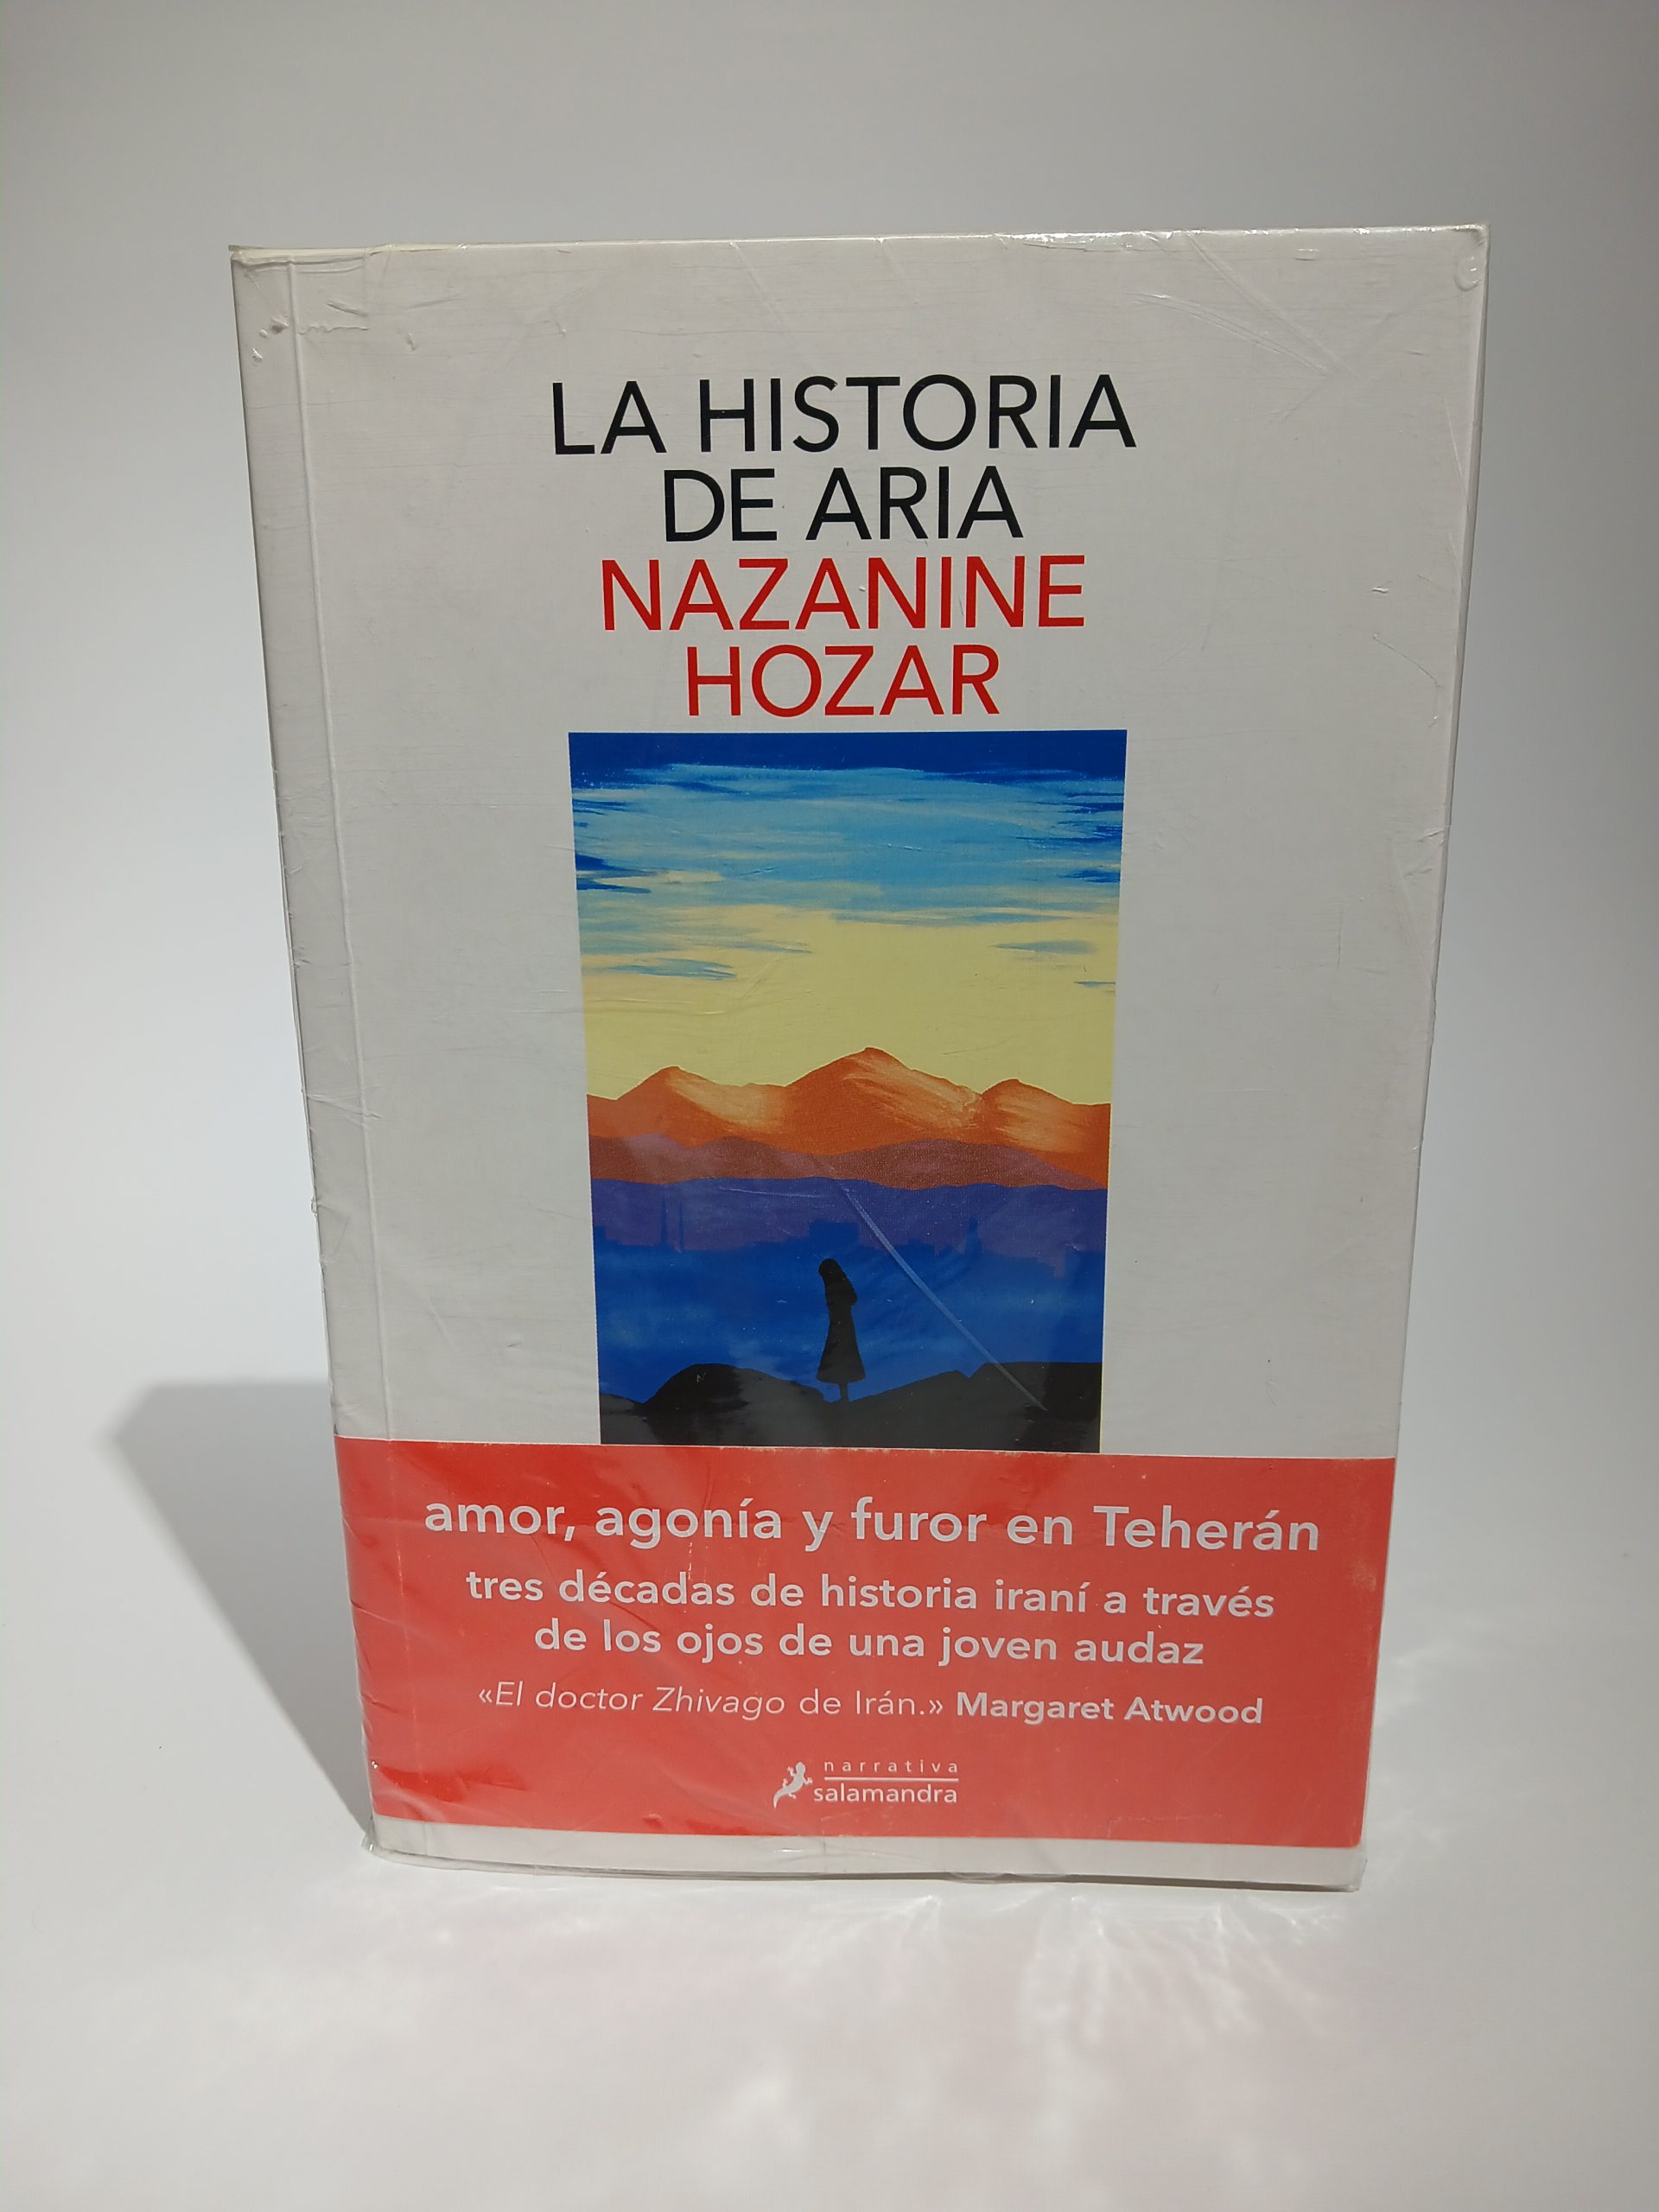 LA HISTORIA
DE ARIA
NAZANINE
HOZAR
amor, agonía y furor en Teherán
tres décadas de historia iraní a través
de los ojos de una joven audaz
«El doctor Zhivago de Irán.» Margaret Atwood
narrativa
salamandra